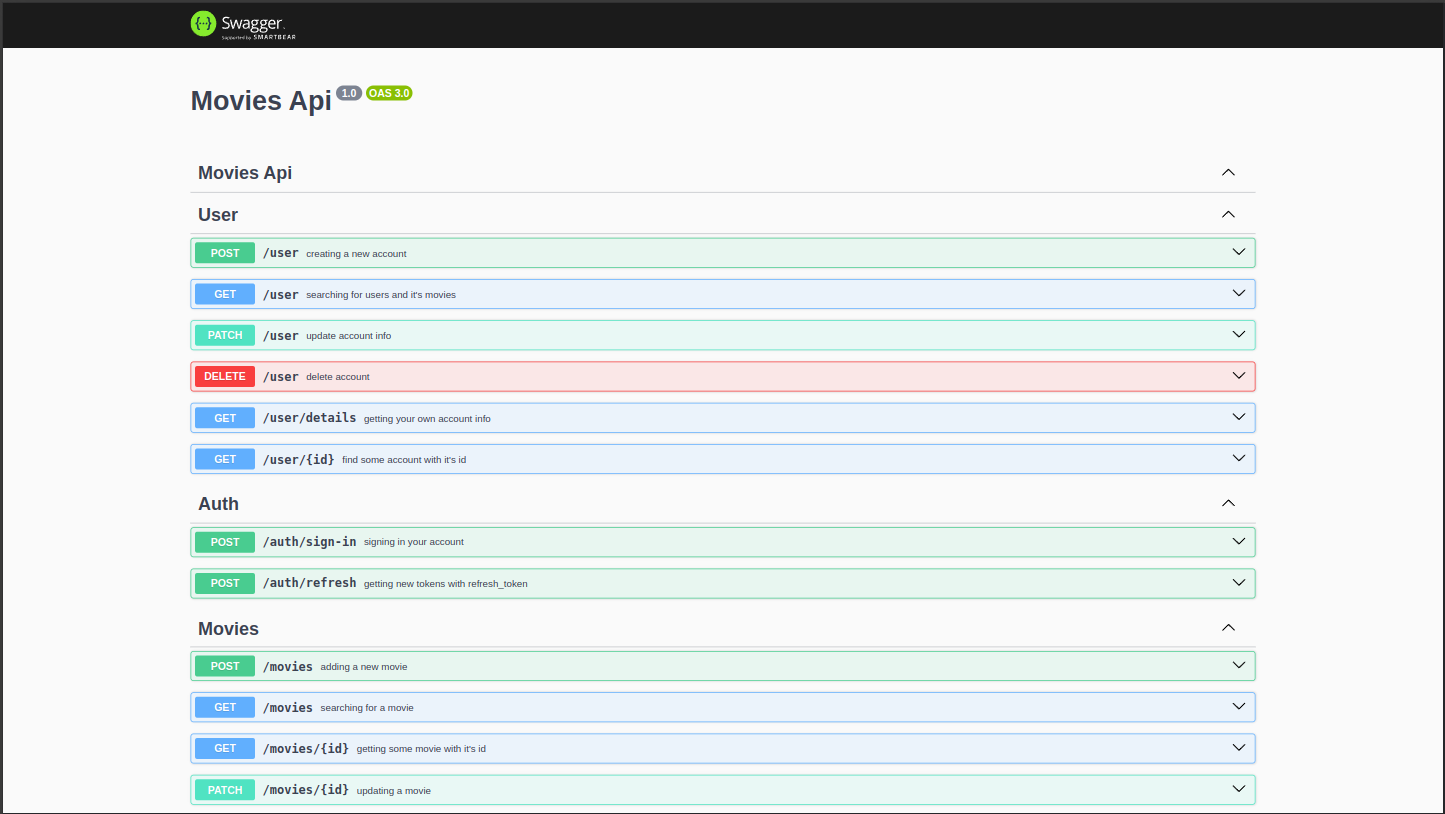 Swagger.
Supported by SMARTBEAR
Movies Api 1.0 OAS 3.0
Movies Api
User
POST /user creating a new account
GET /user searching for users and it's movies
PATCH /user update account info
DELETE /user delete account
GET /user/details getting your own account info
GET /user/{id} find some account with it's id
Auth
POST /auth/sign-in signing in your account
POST /auth/refresh getting new tokens with refresh_token
Movies
POST /movies adding a new movie
GET /movies searching for a movie
GET /movies/{id} getting some movie with it's id
PATCH /movies/{id} updating a movie